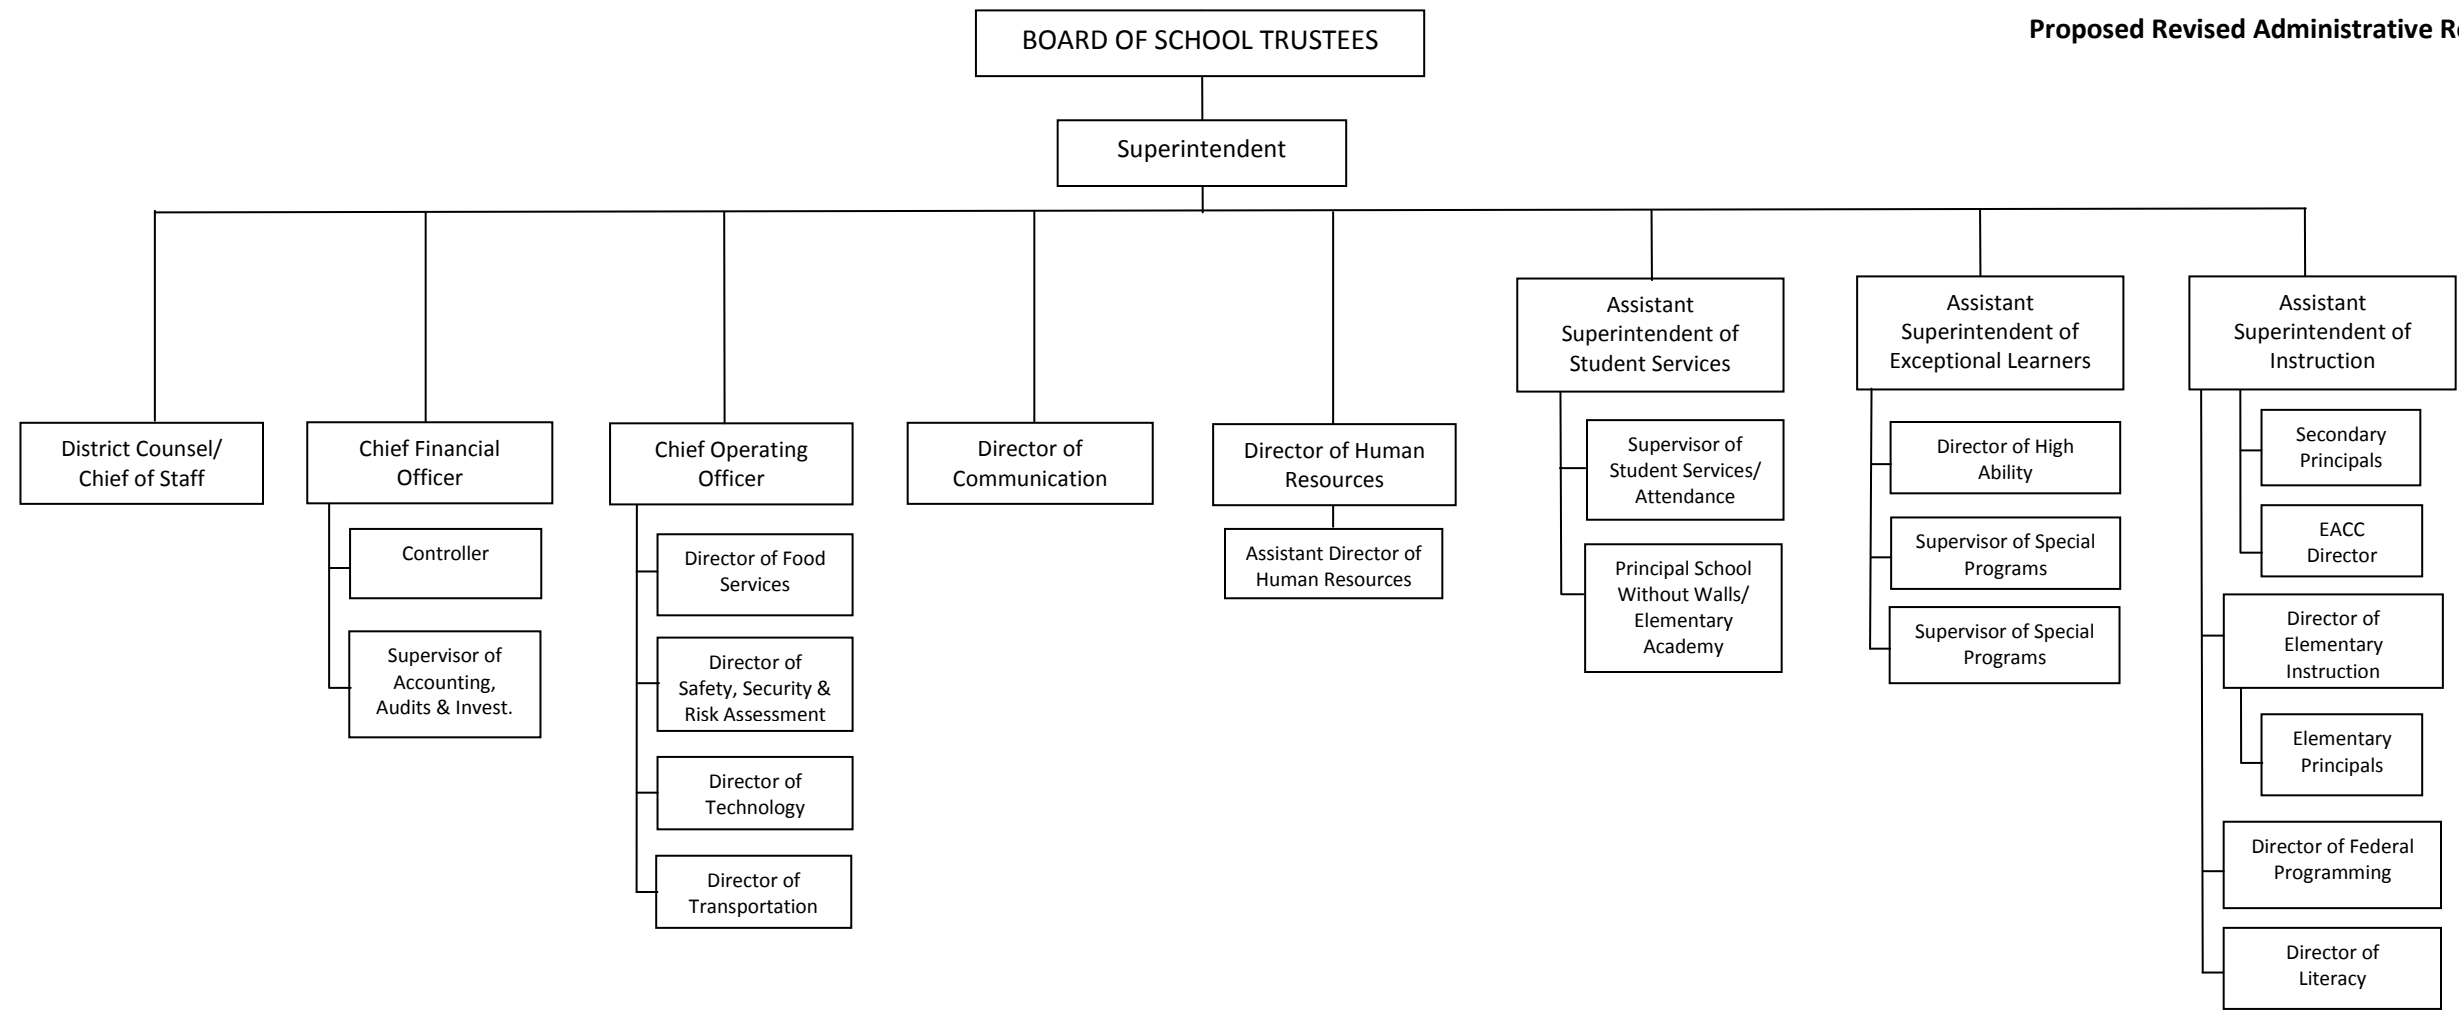 Proposed Revised Administrative
BOARD OF SCHOOL TRUSTEES
Superintendent
District Counsel/
Chief of Staff
Chief Financial
Officer
Controller
Supervisor of
Accounting,
Audits & Invest.
Chief Operating
Officer
Director of Food
Services
Director of
Safety, Security &
Risk Assessment
Director of
Technology
Director of
Transportation
Director of
Communication
Director of Human
Resources
Assistant Director of
Human Resources
Assistant
Superintendent of
Student Services
Supervisor of
Student Services/
Attendance
Principal School
Without Walls/
Elementary
Academy
Assistant
Superintendent of
Exceptional Learners
Director of High
Ability
Supervisor of Special
Programs
Supervisor of Special
Programs
Assistant
Superintendent of
Instruction
Secondary
Principals
EACC
Director
Director of
Elementary
Instruction
Elementary
Principals
Director of Federal
Programming
Director of
Literacy